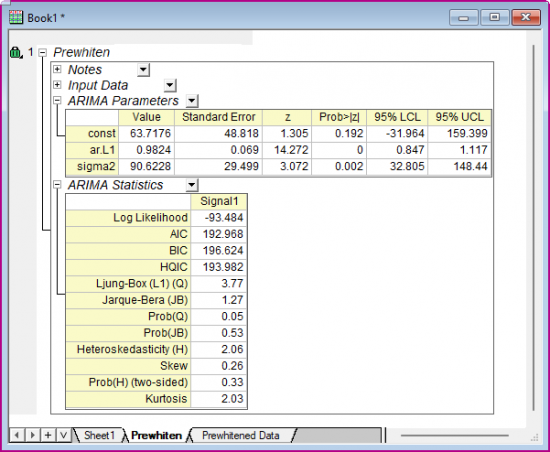 Book1 *
1 Prewhiten
Notes
Input Data
ARIMA Parameters
Value Standard Error z Prob>|z| 95% LCL 95% UCL
const 63.7176 48.818 1.305 0.192 -31.964 159.399
ar.L1 0.9824 0.069 14.272 0 0.847 1.117
sigma2 90.6228 29.499 3.072 0.002 32.805 148.44
ARIMA Statistics
Signal1
Log Likelihood -93.484
AIC 192.968
BIC 196.624
HQIC 193.982
Ljung-Box (L1) (Q) 3.77
Jarque-Bera (JB) 1.27
Prob(Q) 0.05
Prob(JB) 0.53
Heteroskedasticity (H) 2.06
Skew 0.26
Prob(H) (two-sided) 0.33
Kurtosis 2.03
Sheet1 Prewhiten Prewhitened Data